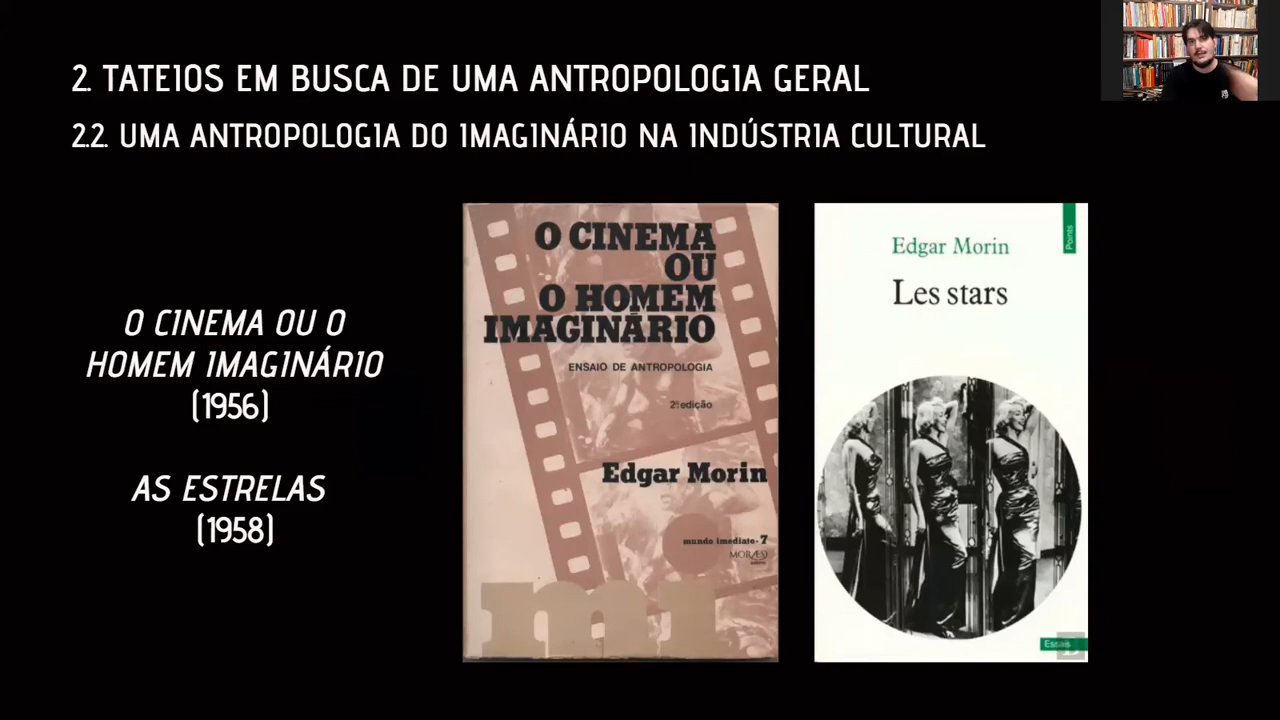 2. TATEIOS EM BUSCA DE UMA ANTROPOLOGIA GERAL
2.2. UMA ANTROPOLOGIA DO IMAGINÁRIO NA INDÚSTRIA CULTURAL
O CINEMA OU O
HOMEM IMAGINÁRIO
(1956)
AS ESTRELAS
(1958)
O CINEMA
OU
O HOMEM
IMAGINÁRIO
ENSAIO DE ANTROPOLOGIA
2ª edição
Edgar Morin
mundo imediato-7
MORÆS
mi
Points
Edgar Morin
Les stars
Essais